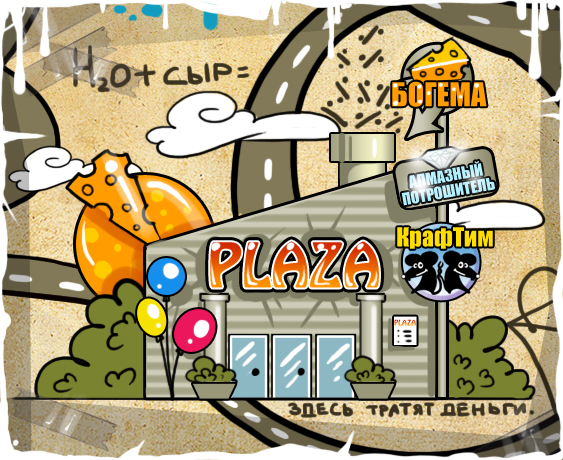 H₂O + СЫР =
БОГЕМА
АЛМАЗНЫЙ
ПОТРОШИТЕЛЬ
КрафТим
PLAZA
PLAZA
ЗДЕСЬ ТРАТЯТ ДЕНЬГИ.